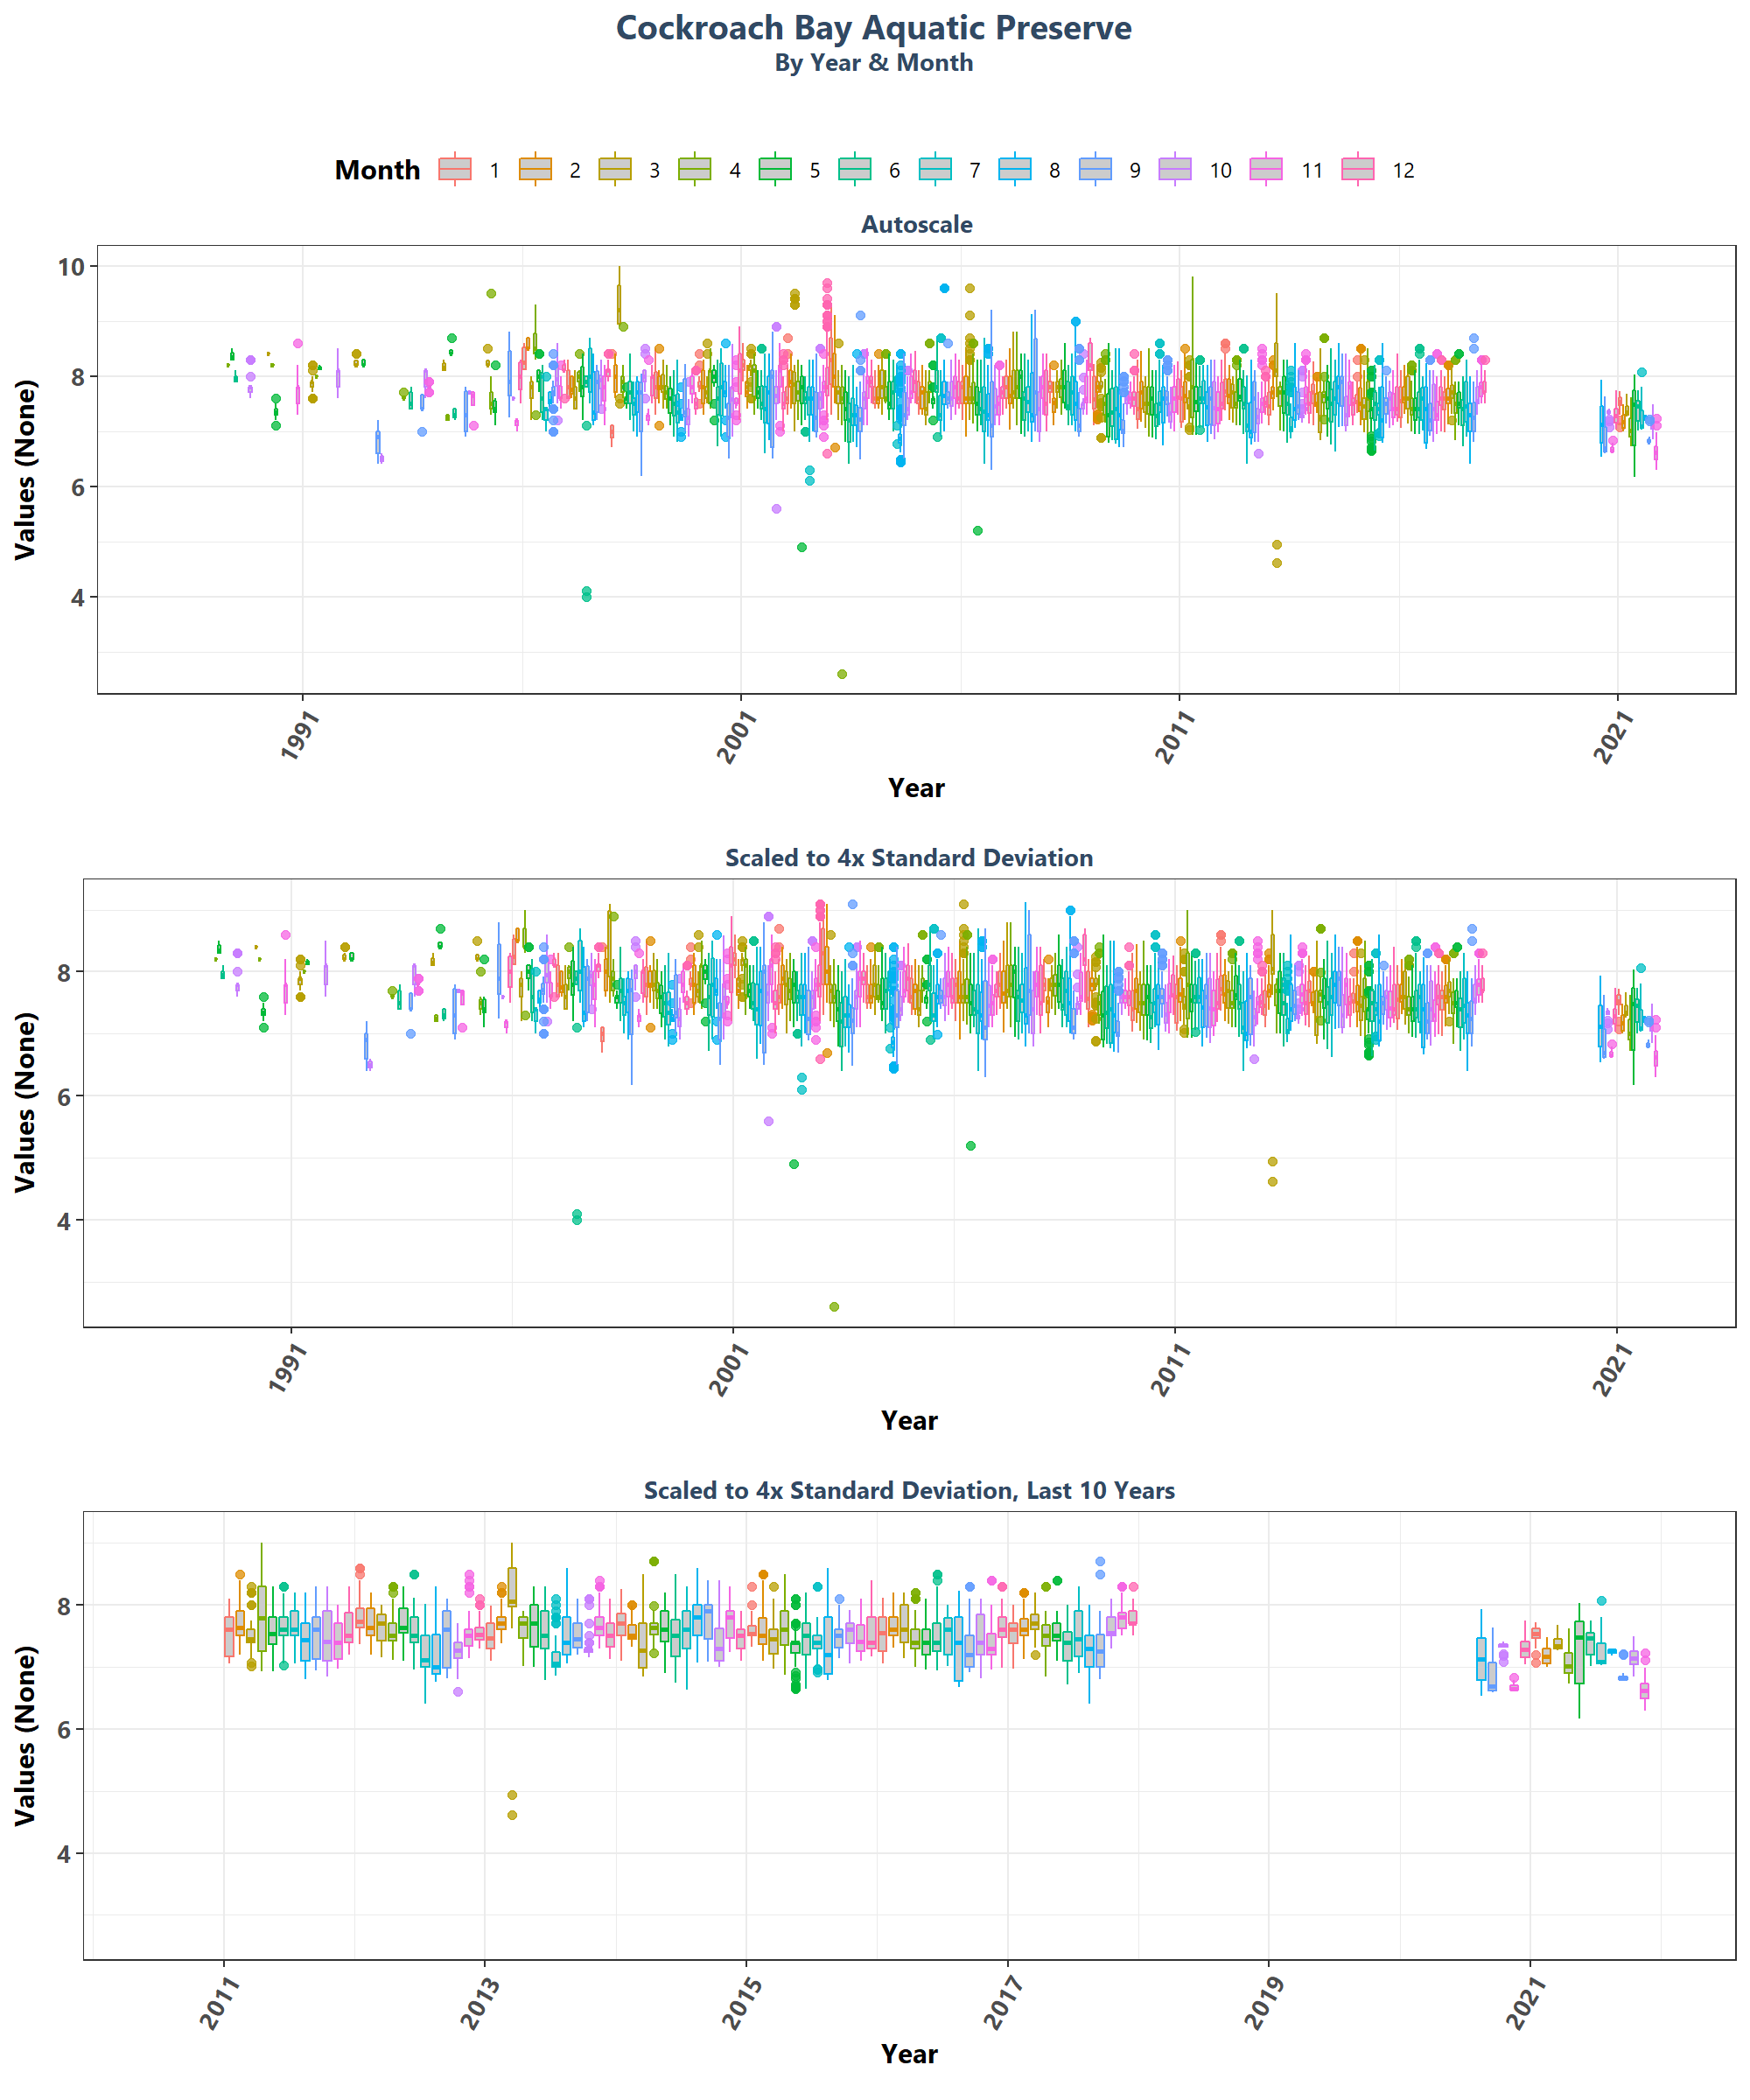 Cockroach Bay Aquatic Preserve
By Year & Month
Month 1 2 3 4 5 6 7 8 9 10 11 12
Autoscale
Values (None)
10
8
6
4
1991 2001 2011 2021
Year
Scaled to 4x Standard Deviation
Values (None)
8
6
4
1991 2001 2011 2021
Year
Scaled to 4x Standard Deviation, Last 10 Years
Values (None)
8
6
4
2011 2013 2015 2017 2019 2021
Year